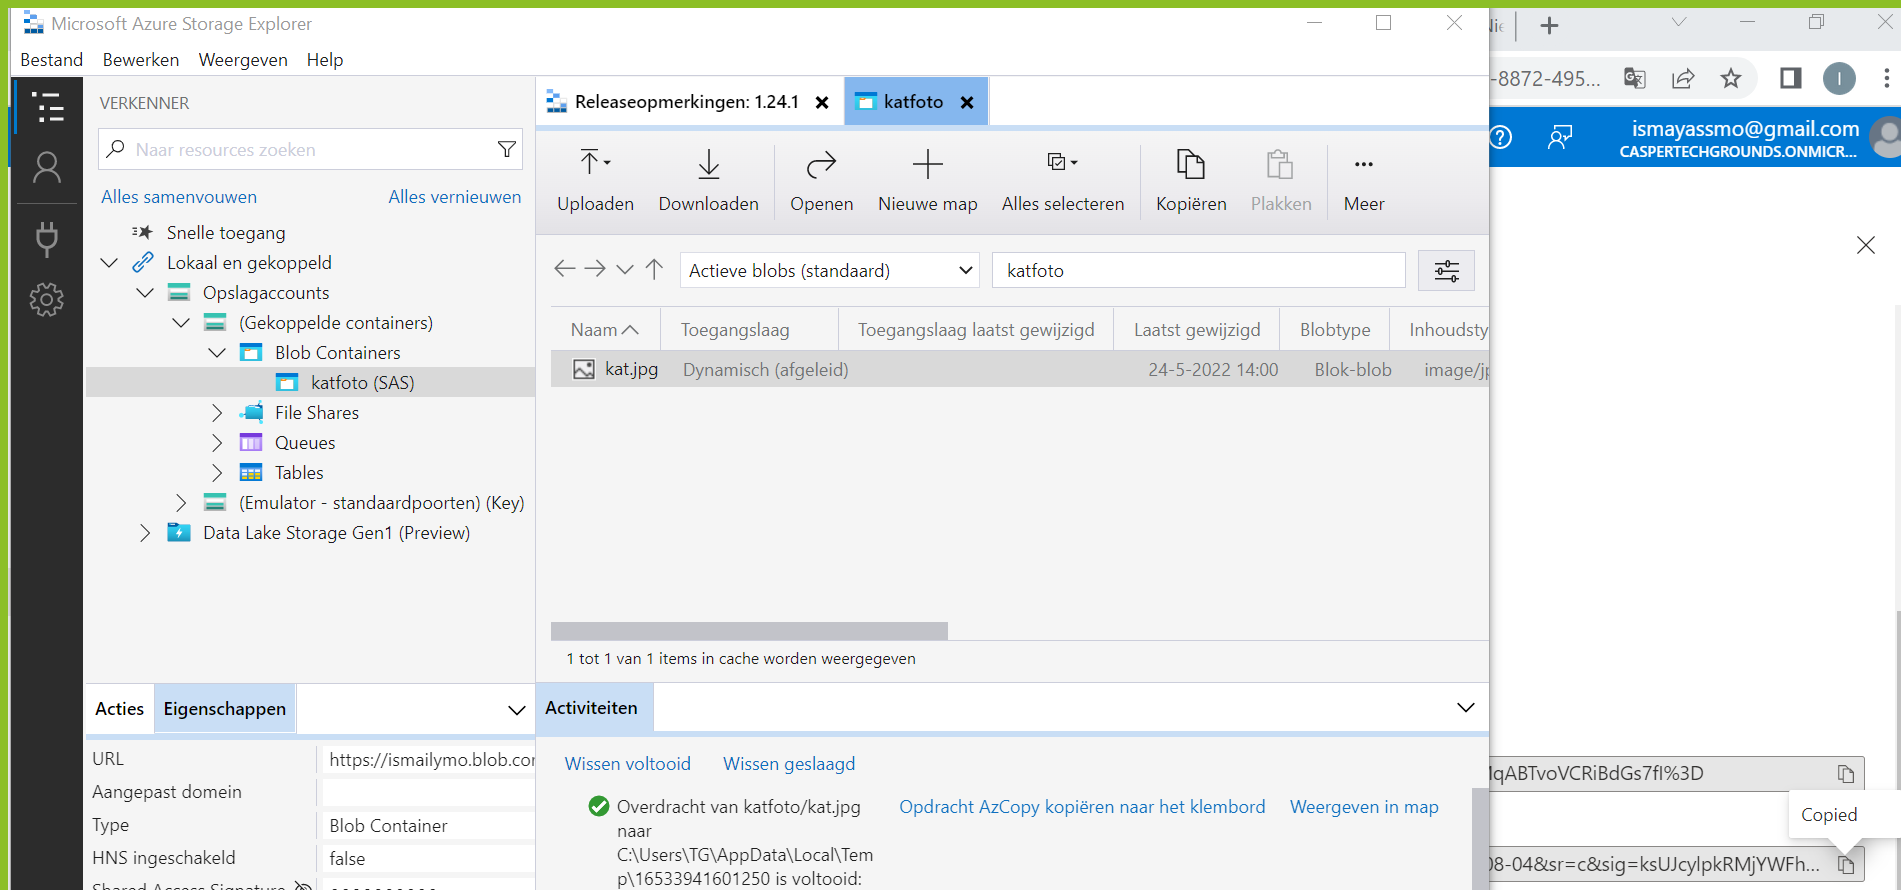 Microsoft Azure Storage Explorer
Bestand Bewerken Weergeven Help
VERKENNER
Naar resources zoeken
Alles samenvouwen Alles vernieuwen
Snelle toegang
Lokaal en gekoppeld
Opslagaccounts
(Gekoppelde containers)
Blob Containers
katfoto (SAS)
File Shares
Queues
Tables
(Emulator - standaardpoorten) (Key)
Data Lake Storage Gen1 (Preview)
Acties Eigenschappen
URL https://ismailymo.blob.cor
Aangepast domein
Type Blob Container
HNS ingeschakeld false
Shared Access Signature
Releaseopmerkingen: 1.24.1 katfoto
Uploaden Downloaden Openen Nieuwe map Alles selecteren Kopiëren Plakken Meer
Actieve blobs (standaard) katfoto
Naam Toegangslaag Toegangslaag laatst gewijzigd Laatst gewijzigd Blobtype Inhoudsty
kat.jpg Dynamisch (afgeleid) 24-5-2022 14:00 Blok-blob image/jp
1 tot 1 van 1 items in cache worden weergegeven
Activiteiten
Wissen voltooid Wissen geslaagd
Overdracht van katfoto/kat.jpg Opdracht AzCopy kopiëren naar het klembord Weergeven in map
naar
C:\Users\TG\AppData\Local\Tem
p\16533941601250 is voltooid:
-8872-495...
I
ismayassmo@gmail.com
CASPERTECHGROUNDS.ONMICR...
qABTvoVCRiBdGs7fI%3D
Copied
08-04&sr=c&sig=ksUJcylpkRMjYWFh...